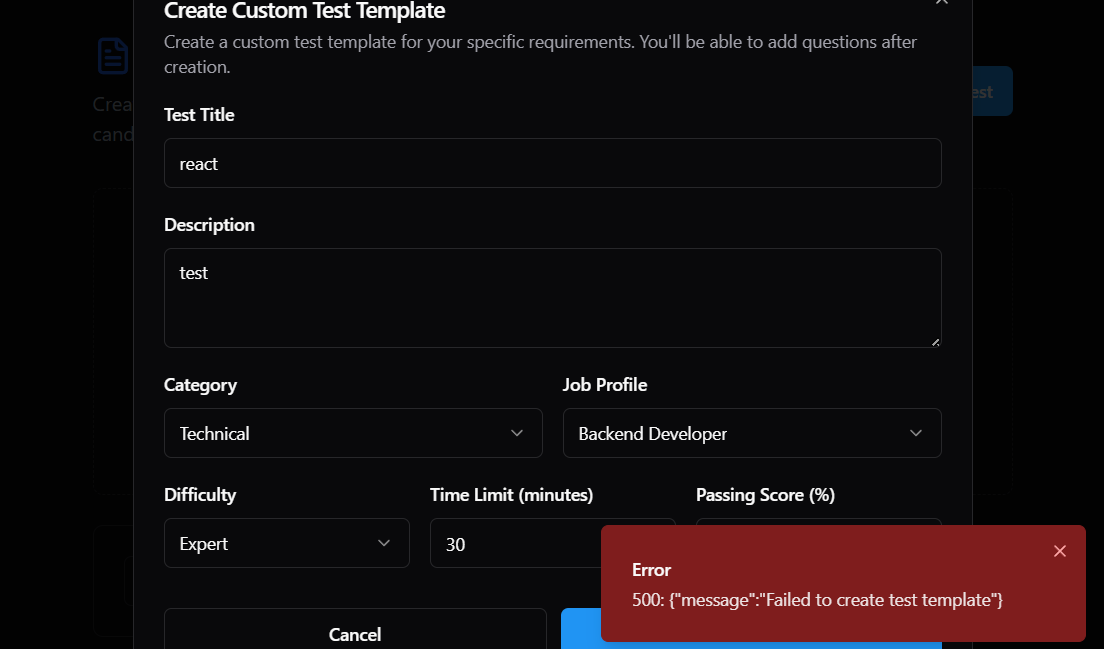 Create Custom Test Template
Create a custom test template for your specific requirements. You'll be able to add questions after
creation.
Crea
cand
est
Test Title
react
Description
test
Category
Job Profile
Technical
Backend Developer
Difficulty
Time Limit (minutes)
Passing Score (%)
Expert
30
Error
500: {"message":"Failed to create test template"}
Cancel